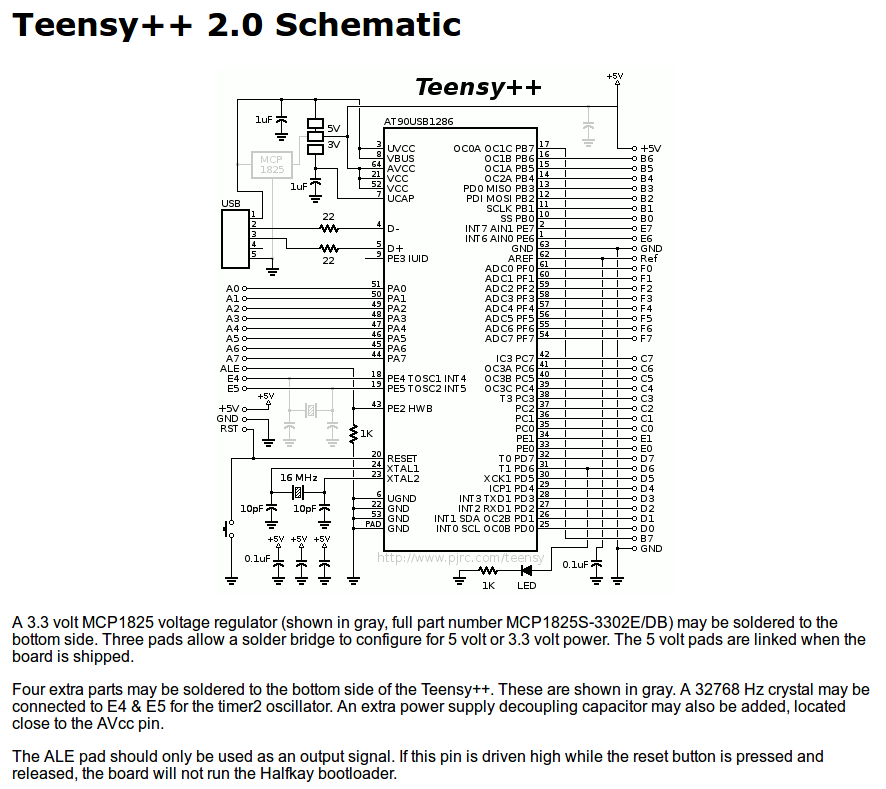 Teensy++ 2.0 Schematic
Teensy++
+5V
AT90USB1286
1uF
5V
3V
MCP
1825
1uF
USB
1
2
3
4
5
22
22
3 UVCC
8 VBUS
64 AVCC
21 VCC
52 VCC
7 UCAP
4 D-
5 D+
9 PE3 IUID
A0 51 PA0
A1 50 PA1
A2 49 PA2
A3 48 PA3
A4 47 PA4
A5 46 PA5
A6 45 PA6
A7 44 PA7
ALE
E4 18 PE4 TOSC1 INT4
E5 19 PE5 TOSC2 INT5
+5V
+5V
GND
RST
43 PE2 HWB
1K
20 RESET
24 XTAL1
23 XTAL2
16 MHz
10pF
10pF
6 UGND
22 GND
53 GND
PAD GND
+5V +5V +5V
0.1uF
OC0A OC1C PB7 17 +5V
OC1B PB6 16 B6
OC1A PB5 15 B5
OC2A PB4 14 B4
PD0 MISO PB3 13 B3
PDI MOSI PB2 12 B2
SCLK PB1 11 B1
SS PB0 10 B0
INT7 AIN1 PE7 2 E7
INT6 AIN0 PE6 1 E6
GND 63 GND
AREF 62 Ref
ADC0 PF0 61 F0
ADC1 PF1 60 F1
ADC2 PF2 59 F2
ADC3 PF3 58 F3
ADC4 PF4 57 F4
ADC5 PF5 56 F5
ADC6 PF6 55 F6
ADC7 PF7 54 F7
IC3 PC7 42 C7
OC3A PC6 41 C6
OC3B PC5 40 C5
OC3C PC4 39 C4
T3 PC3 38 C3
PC2 37 C2
PC1 36 C1
PC0 35 C0
PE1 34 E1
PE0 33 E0
T0 PD7 32 D7
T1 PD6 31 D6
XCK1 PD5 30 D5
ICP1 PD4 29 D4
INT3 TXD1 PD3 28 D3
INT2 RXD1 PD2 27 D2
INT1 SDA OC2B PD1 26 D1
INT0 SCL OC0B PD0 25 D0
B7
GND
http://www.pjrc.com/teensy
1K
LED
0.1uF
A 3.3 volt MCP1825 voltage regulator (shown in gray, full part number MCP1825S-3302E/DB) may be soldered to the
bottom side. Three pads allow a solder bridge to configure for 5 volt or 3.3 volt power. The 5 volt pads are linked when the
board is shipped.
Four extra parts may be soldered to the bottom side of the Teensy++. These are shown in gray. A 32768 Hz crystal may be
connected to E4 & E5 for the timer2 oscillator. An extra power supply decoupling capacitor may also be added, located
close to the AVcc pin.
The ALE pad should only be used as an output signal. If this pin is driven high while the reset button is pressed and
released, the board will not run the Halfkay bootloader.